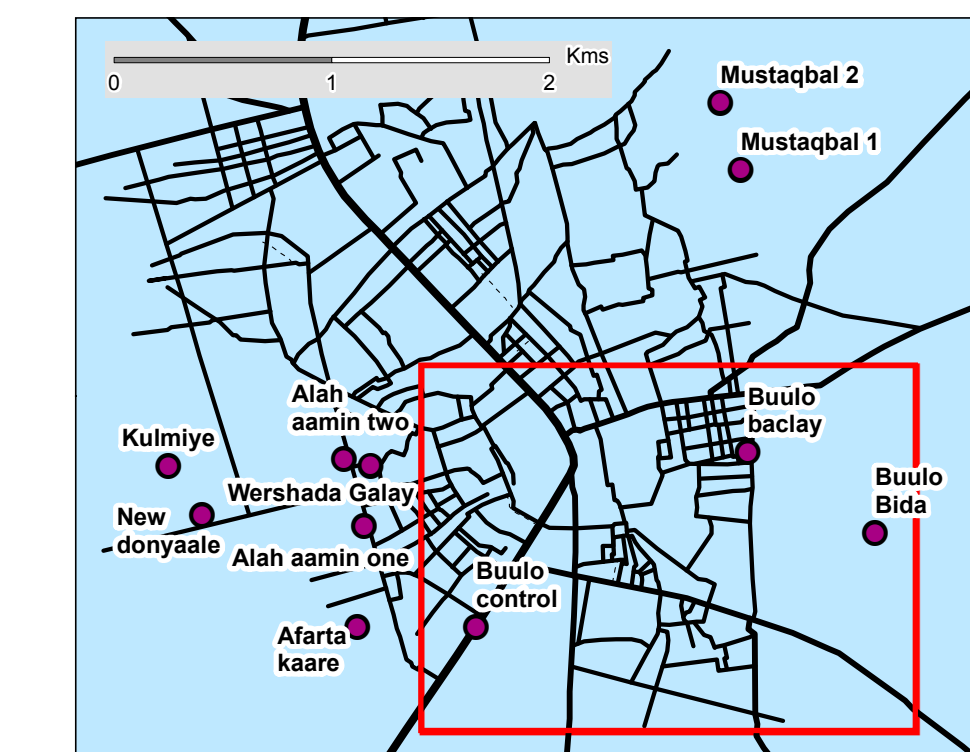 Kms
0
1
2
Mustaqbal 2
Mustaqbal 1
Alah
aamin two
Buulo
baclay
Kulmiye
Wershada Galay
Buulo
Bida
New
donyaale
Alah aamin one
Buulo
control
Afarta
kaare